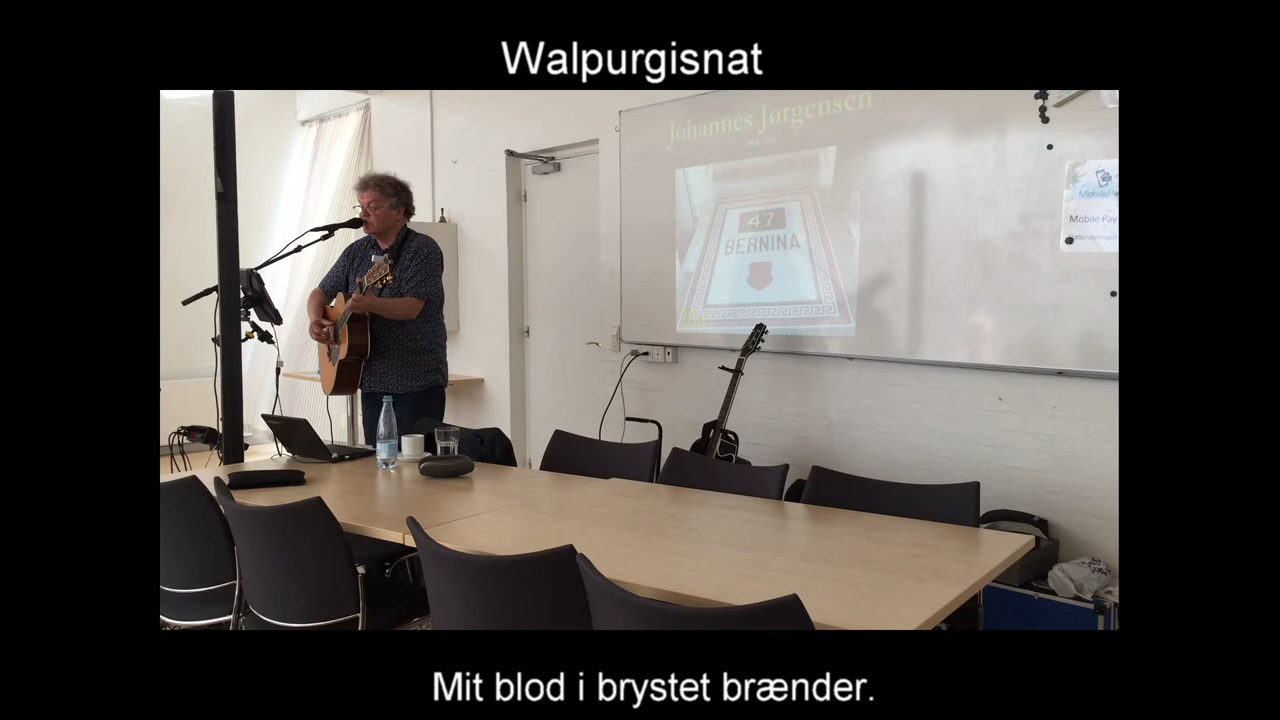 Walpurgisnat
Johannes Jørgensen
47
BERNINA
Mobile Pay
Mit blod i brystet brænder.